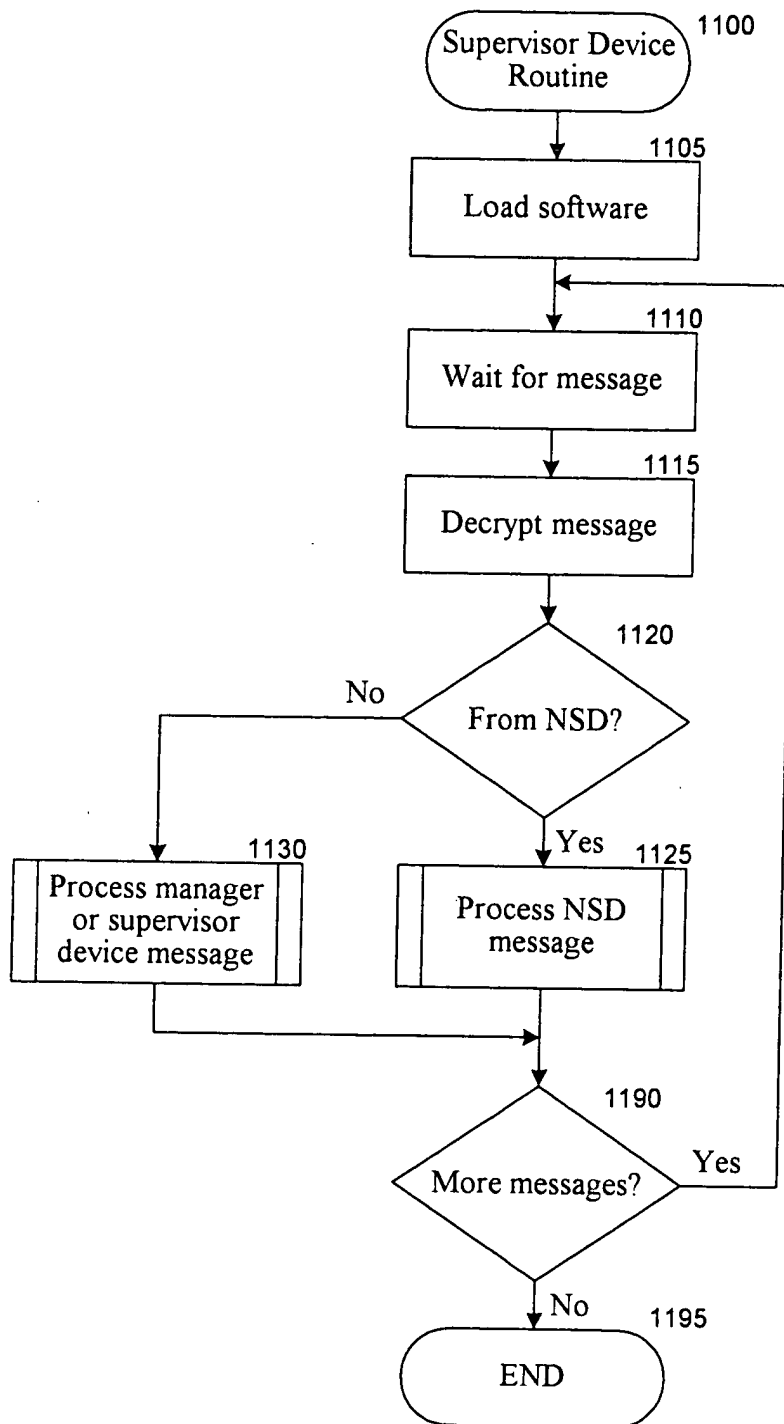 1100
Supervisor Device
Routine
1105
Load software
1110
Wait for message
1115
Decrypt message
1120
No
From NSD?
Yes
1130
1125
Process manager
or supervisor
device message
Process NSD
message
1190
More messages?
Yes
No
1195
END